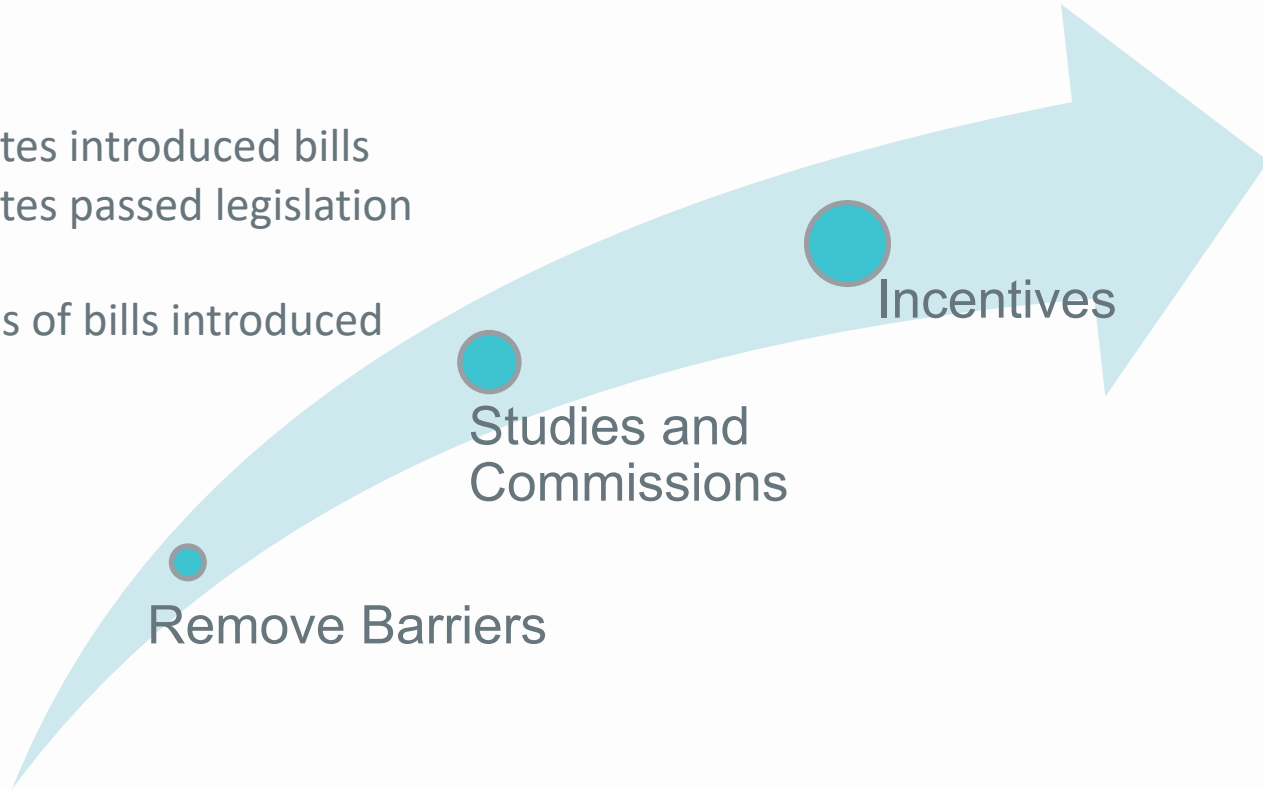 tes introduced bills
tes passed legislation
s of bills introduced
Incentives
Studies and
Commissions
Remove Barriers